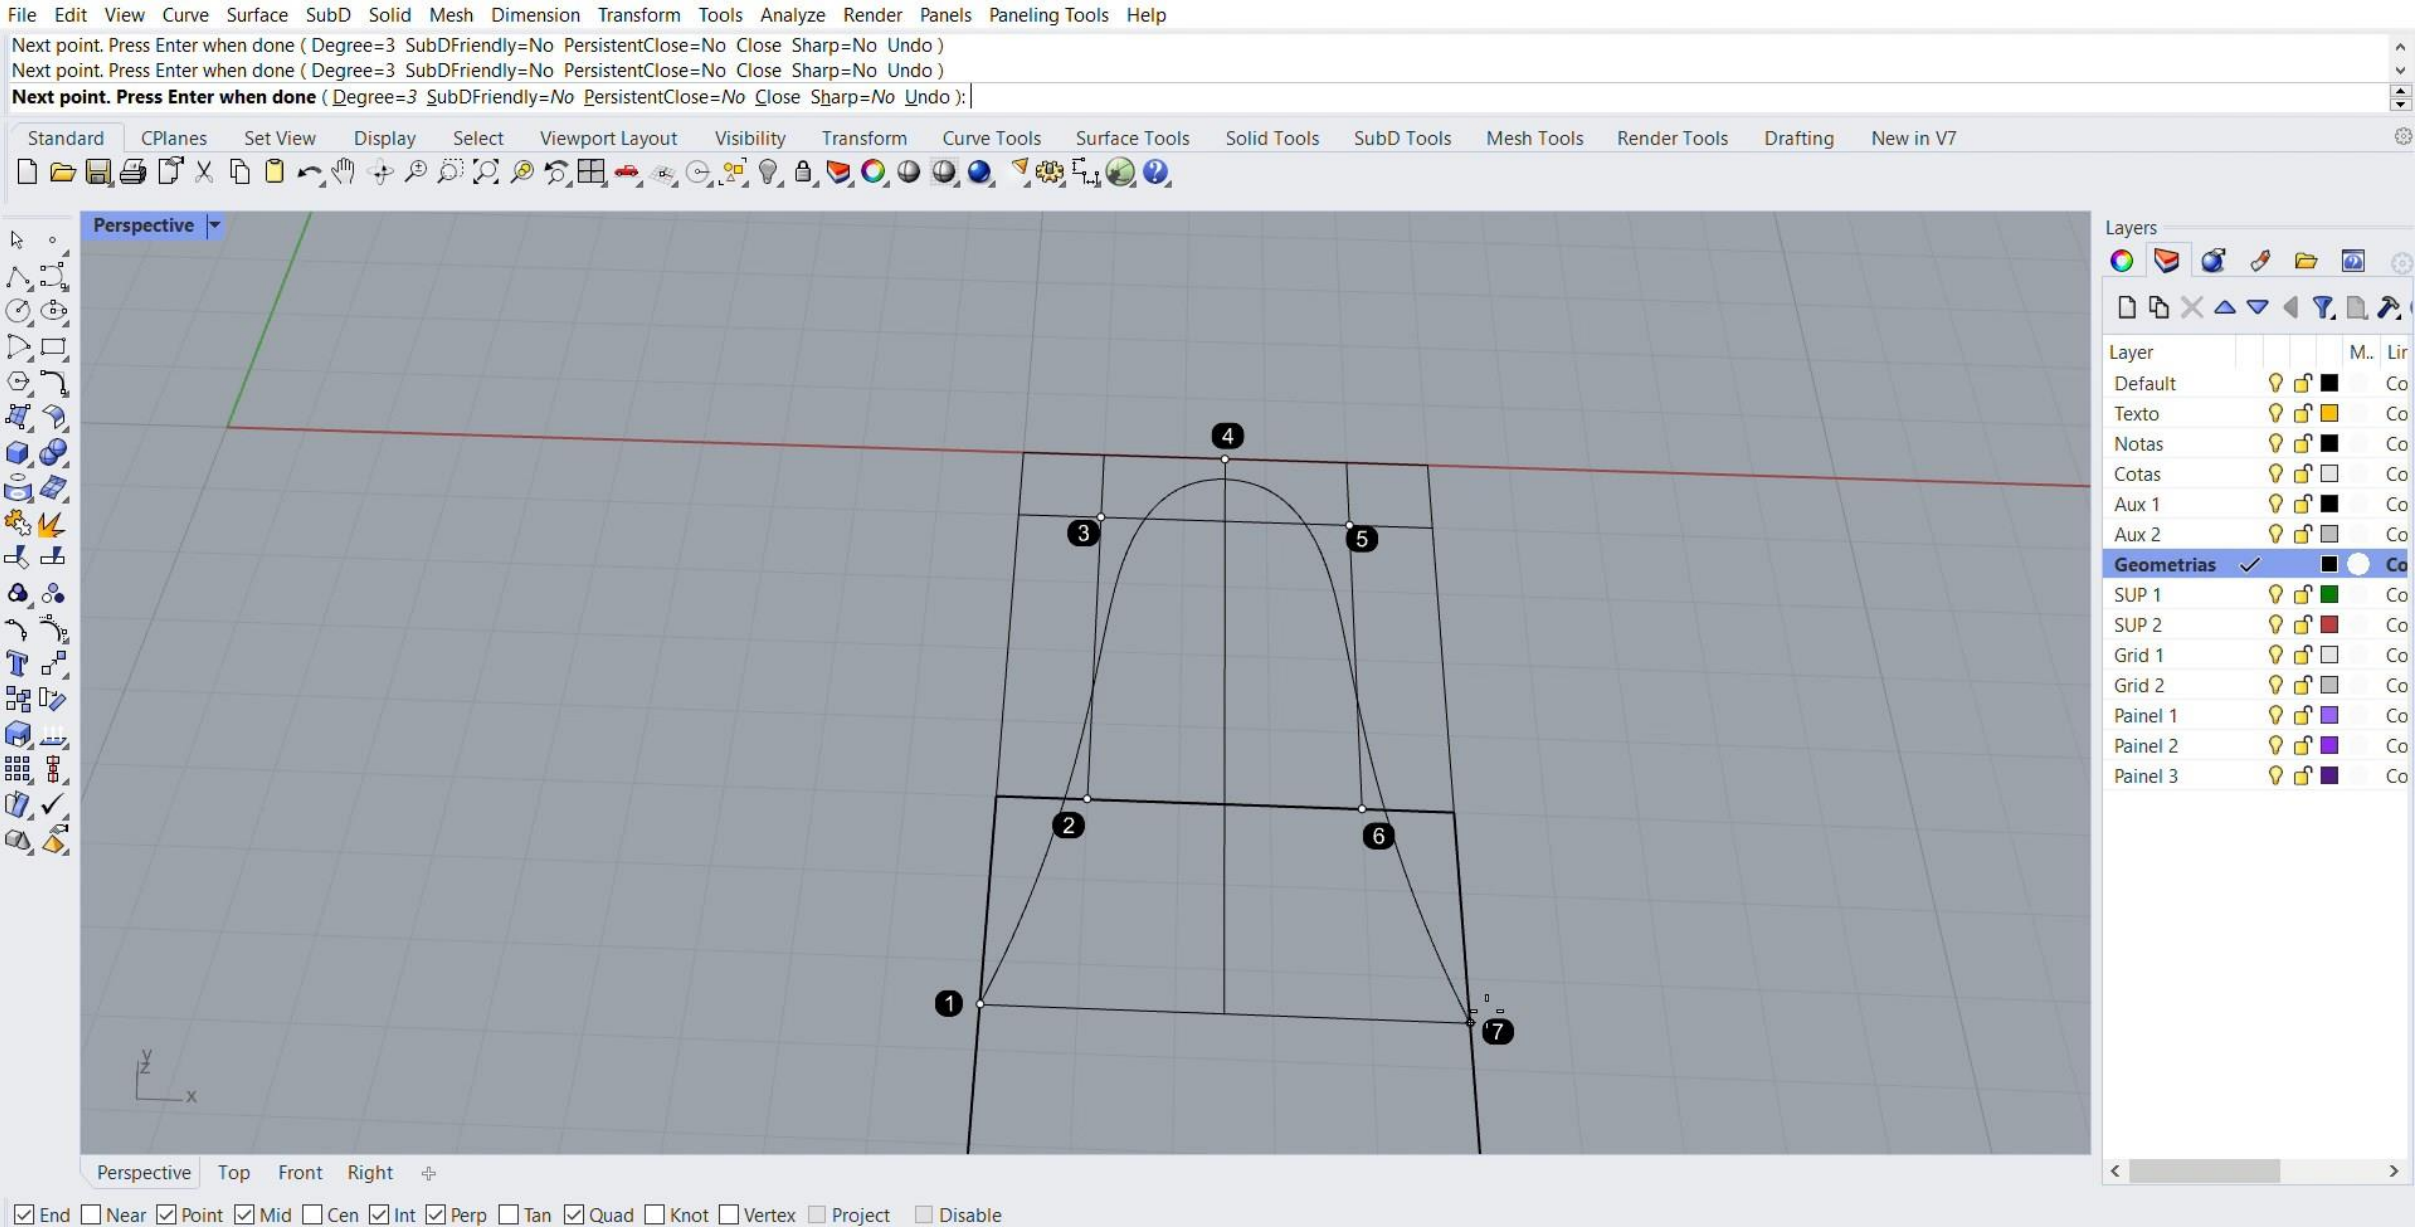 File Edit View Curve Surface SubD Solid Mesh Dimension Transform Tools Analyze Render Panels Paneling Tools Help
Next point. Press Enter when done ( Degree=3 SubDFriendly=No PersistentClose=No Close Sharp=No Undo )
Next point. Press Enter when done ( Degree=3 SubDFriendly=No PersistentClose=No Close Sharp=No Undo )
Next point. Press Enter when done ( Degree=3 SubDFriendly=No PersistentClose=No Close Sharp=No Undo ):
Standard CPlanes Set View Display Select Viewport Layout Visibility Transform Curve Tools Surface Tools Solid Tools SubD Tools Mesh Tools Render Tools Drafting New in V7
Perspective
Layers
Layer M.. Lir
Default Co
Texto Co
Notas Co
Cotas Co
Aux 1 Co
Aux 2 Co
Geometrias Co
SUP 1 Co
SUP 2 Co
Grid 1 Co
Grid 2 Co
Painel 1 Co
Painel 2 Co
Painel 3 Co
4
3
5
2
6
1
7
y
z
x
Perspective Top Front Right
End Near Point Mid Cen Int Perp Tan Quad Knot Vertex Project Disable